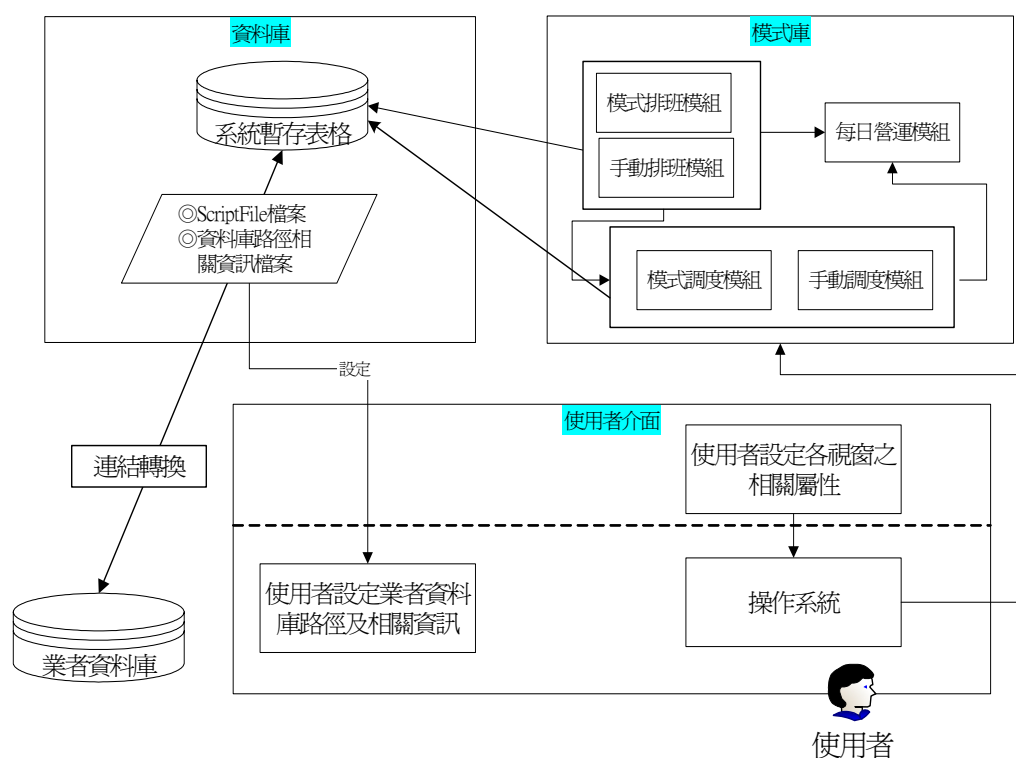 資料庫
系統暫存表格
◎ScriptFile檔案
◎資料庫路徑相
關資訊檔案
模式庫
模式排班模組
手動排班模組
每日營運模組
模式調度模組
手動調度模組
設定
連結轉換
業者資料庫
使用者介面
使用者設定各視窗之
相關屬性
使用者設定業者資料
庫路徑及相關資訊
操作系統
使用者